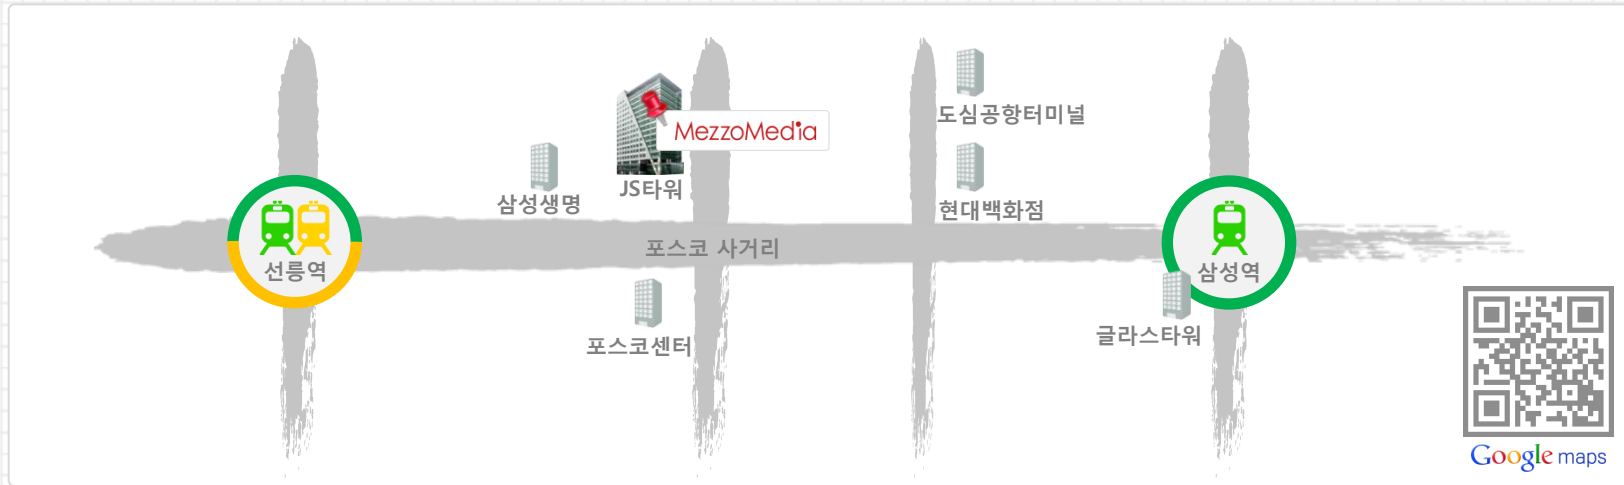 도심공항터미널
MezzoMedia
JS타워
삼성생명
현대백화점
포스코 사거리
선릉역
삼성역
글라스타워
포스코센터
Google maps